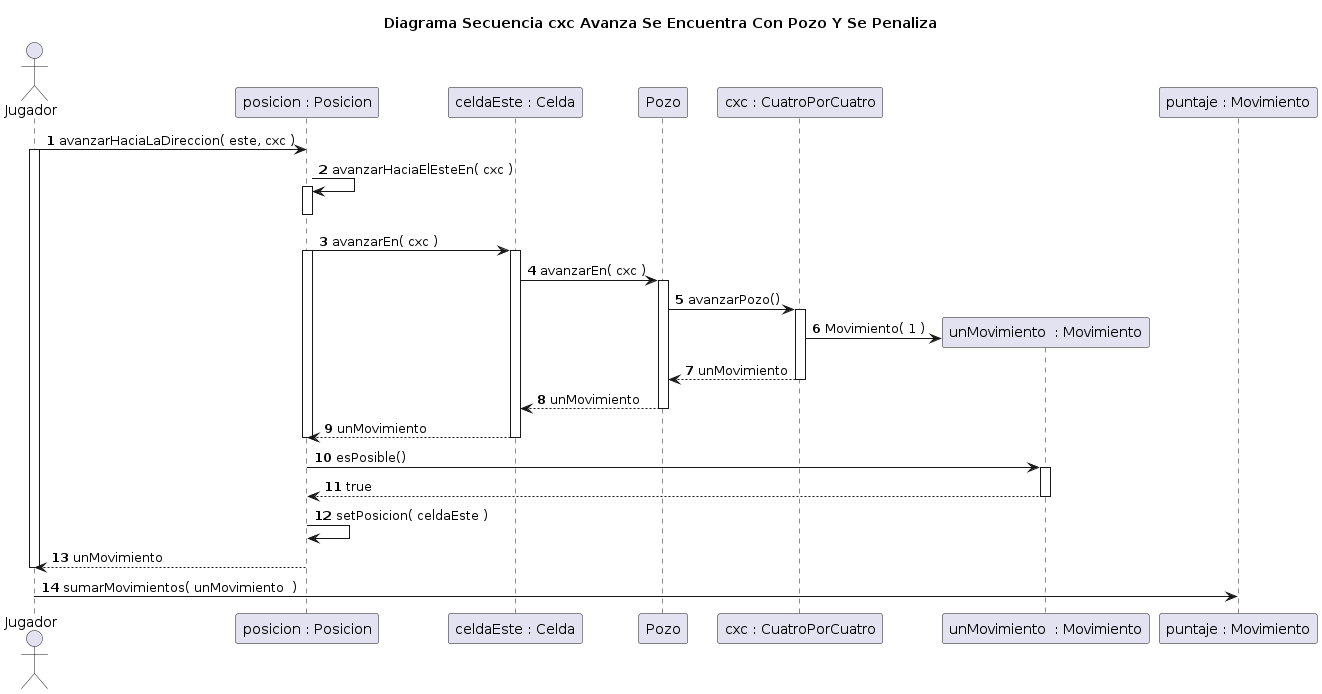 Diagrama Secuencia cxc Avanza Se Encuentra Con Pozo Y Se Penaliza
Jugador
posicion : Posicion
celdaEste : Celda
Pozo
cxc : CuatroPorCuatro
puntaje : Movimiento
1 avanzarHaciaLaDireccion( este, cxc )
2 avanzarHaciaElEsteEn( cxc )
3 avanzarEn( cxc )
4 avanzarEn( cxc )
5 avanzarPozo()
6 Movimiento( 1 )
unMovimiento : Movimiento
7 unMovimiento
8 unMovimiento
9 unMovimiento
10 esPosible()
11 true
12 setPosicion( celdaEste )
13 unMovimiento
14 sumarMovimientos( unMovimiento )
Jugador
posicion : Posicion
celdaEste : Celda
Pozo
cxc : CuatroPorCuatro
unMovimiento : Movimiento
puntaje : Movimiento